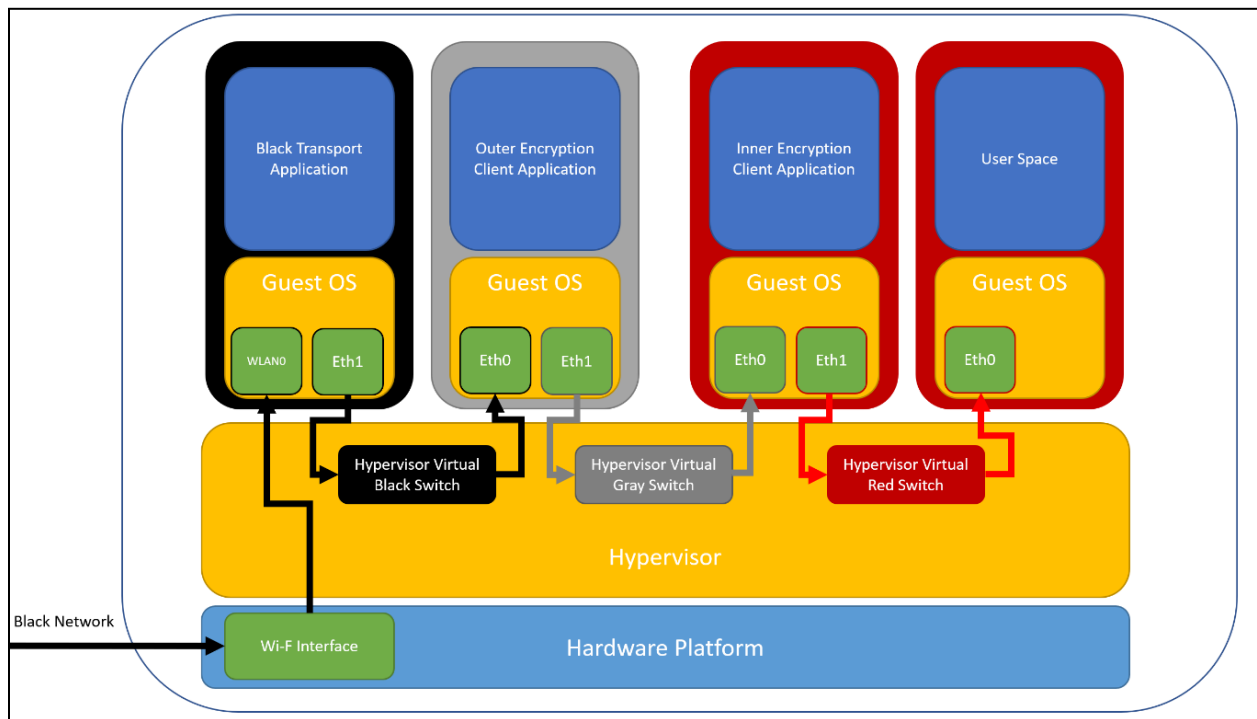 Black Transport
Application
Outer Encryption
Client Application
Inner Encryption
Client Application
User Space
Guest OS
Guest OS
Guest OS
Guest OS
WLAN0
Eth1
Eth0
Eth1
Eth0
Eth1
Eth0
Hypervisor Virtual
Black Switch
Hypervisor Virtual
Gray Switch
Hypervisor Virtual
Red Switch
Hypervisor
Black Network
Wi-F Interface
Hardware Platform